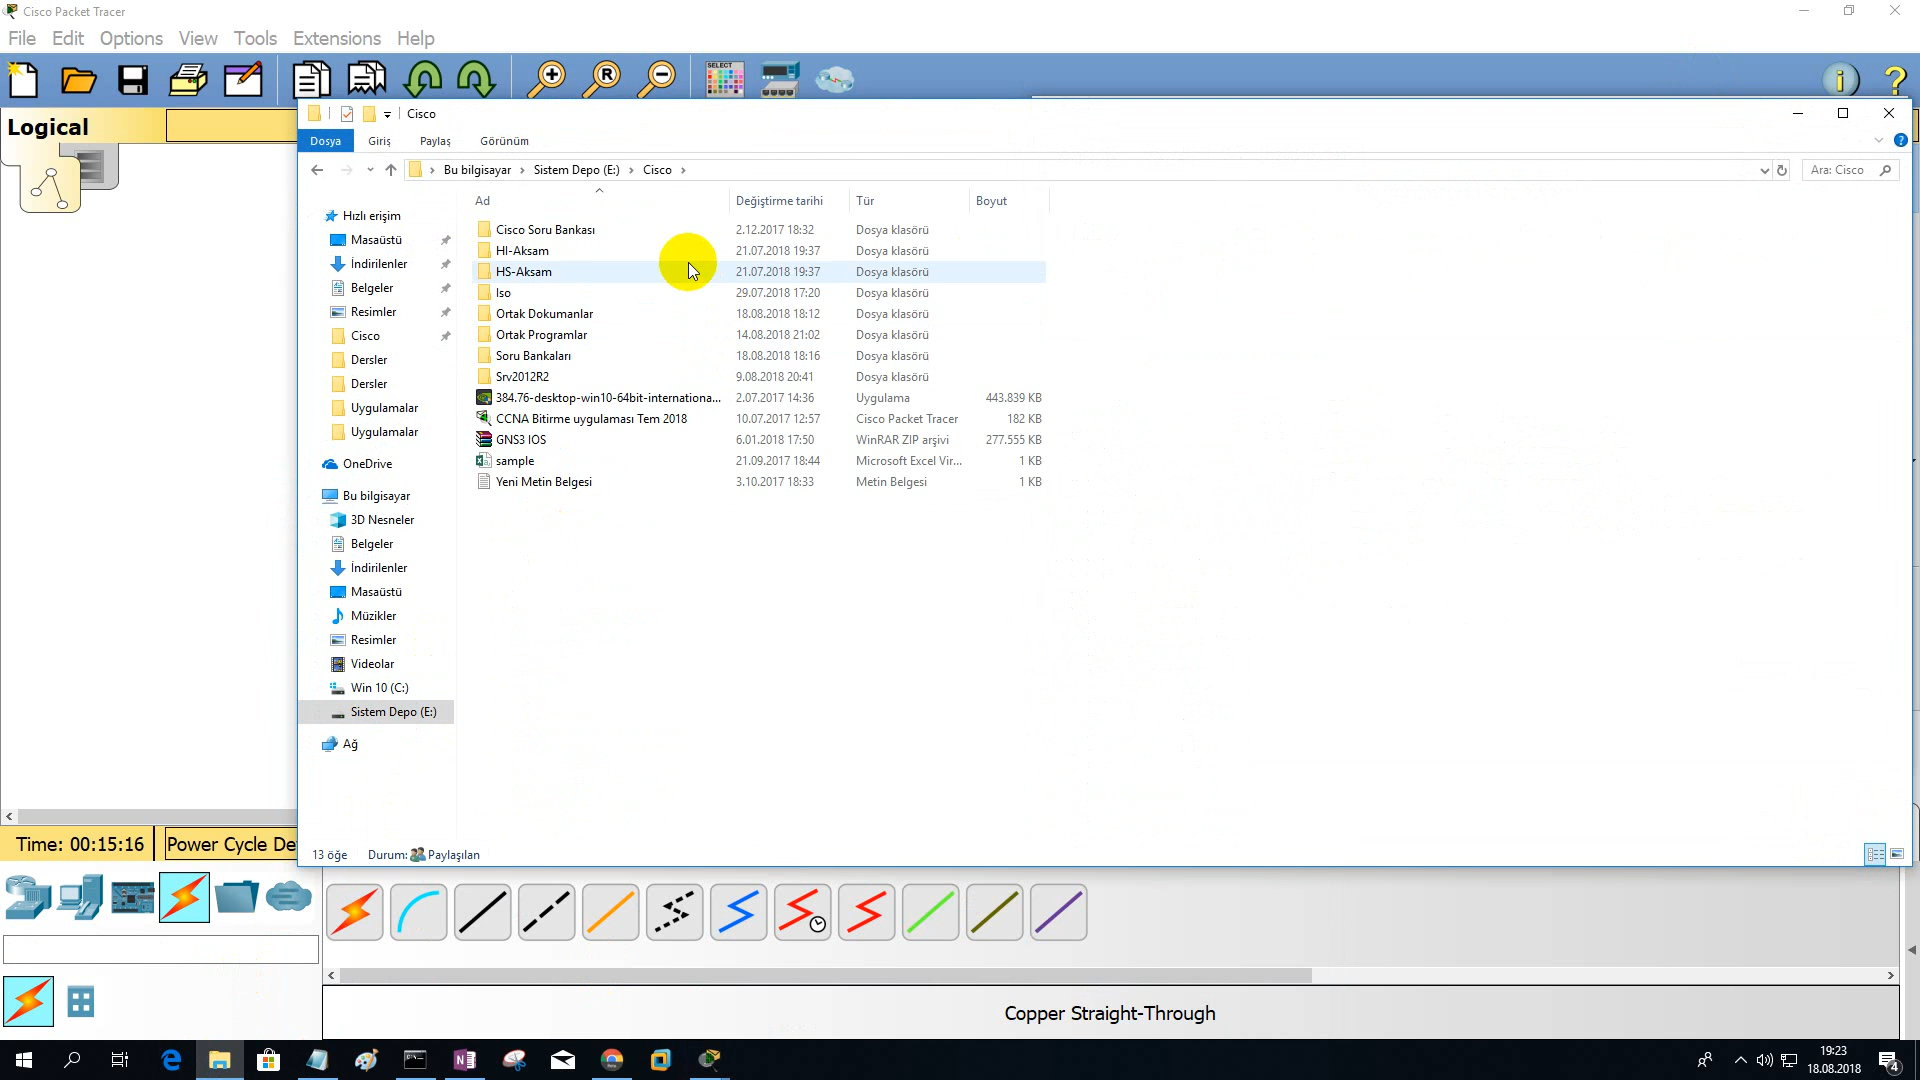 Cisco Packet Tracer
File Edit Options View Tools Extensions Help
SELECT
Logical
Cisco
Dosya Giriş Paylaş Görünüm
Bu bilgisayar Sistem Depo (E:) Cisco
Ara: Cisco
Ad Değiştirme tarihi Tür Boyut
Hızlı erişim
Masaüstü
İndirilenler
Belgeler
Resimler
Cisco
Dersler
Dersler
Uygulamalar
Uygulamalar
OneDrive
Bu bilgisayar
3D Nesneler
Belgeler
İndirilenler
Masaüstü
Müzikler
Resimler
Videolar
Win 10 (C:)
Sistem Depo (E:)
Ağ
Cisco Soru Bankası 2.12.2017 18:32 Dosya klasörü
HI-Aksam 21.07.2018 19:37 Dosya klasörü
HS-Aksam 21.07.2018 19:37 Dosya klasörü
Iso 29.07.2018 17:20 Dosya klasörü
Ortak Dokumanlar 18.08.2018 18:12 Dosya klasörü
Ortak Programlar 14.08.2018 21:02 Dosya klasörü
Soru Bankaları 18.08.2018 18:16 Dosya klasörü
Srv2012R2 9.08.2018 20:41 Dosya klasörü
384.76-desktop-win10-64bit-internationa... 2.07.2017 14:36 Uygulama 443.839 KB
CCNA Bitirme uygulaması Tem 2018 10.07.2017 12:57 Cisco Packet Tracer 182 KB
GNS3 IOS 6.01.2018 17:50 WinRAR ZIP arşivi 277.555 KB
sample 21.09.2017 18:44 Microsoft Excel Vir... 1 KB
Yeni Metin Belgesi 3.10.2017 18:33 Metin Belgesi 1 KB
13 öğe Durum: Paylaşılan
Time: 00:15:16 Power Cycle De
Copper Straight-Through
19:23
18.08.2018
4